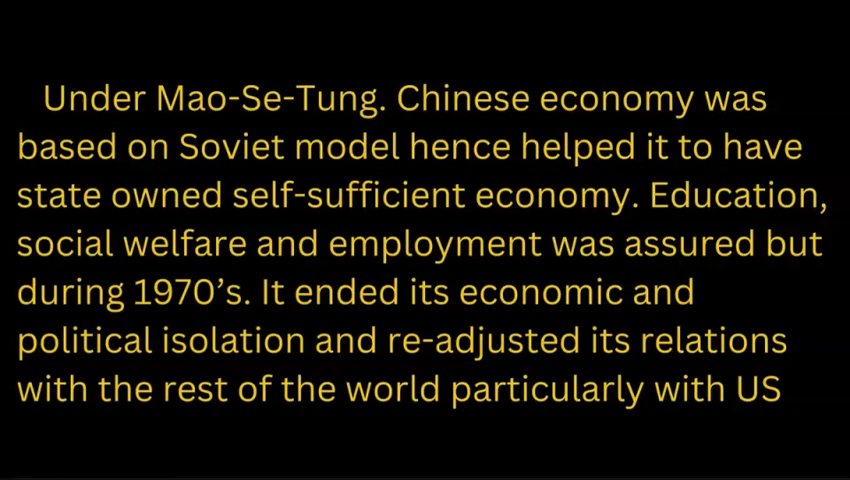 Under Mao-Se-Tung. Chinese economy was
based on Soviet model hence helped it to have
state owned self-sufficient economy. Education,
social welfare and employment was assured but
during 1970’s. It ended its economic and
political isolation and re-adjusted its relations
with the rest of the world particularly with US